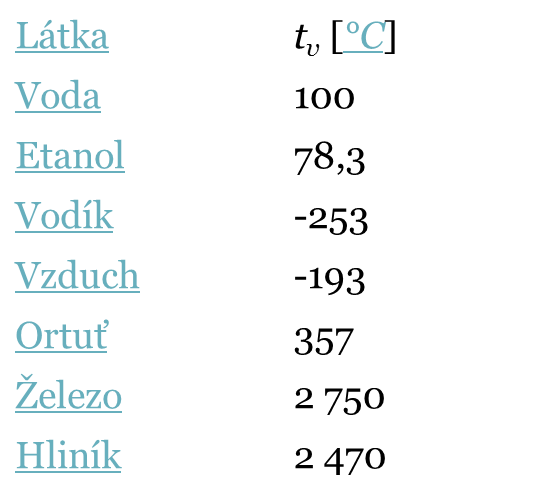 Látka tv [°C]
Voda 100
Etanol 78,3
Vodík -253
Vzduch -193
Ortuť 357
Železo 2 750
Hliník 2 470